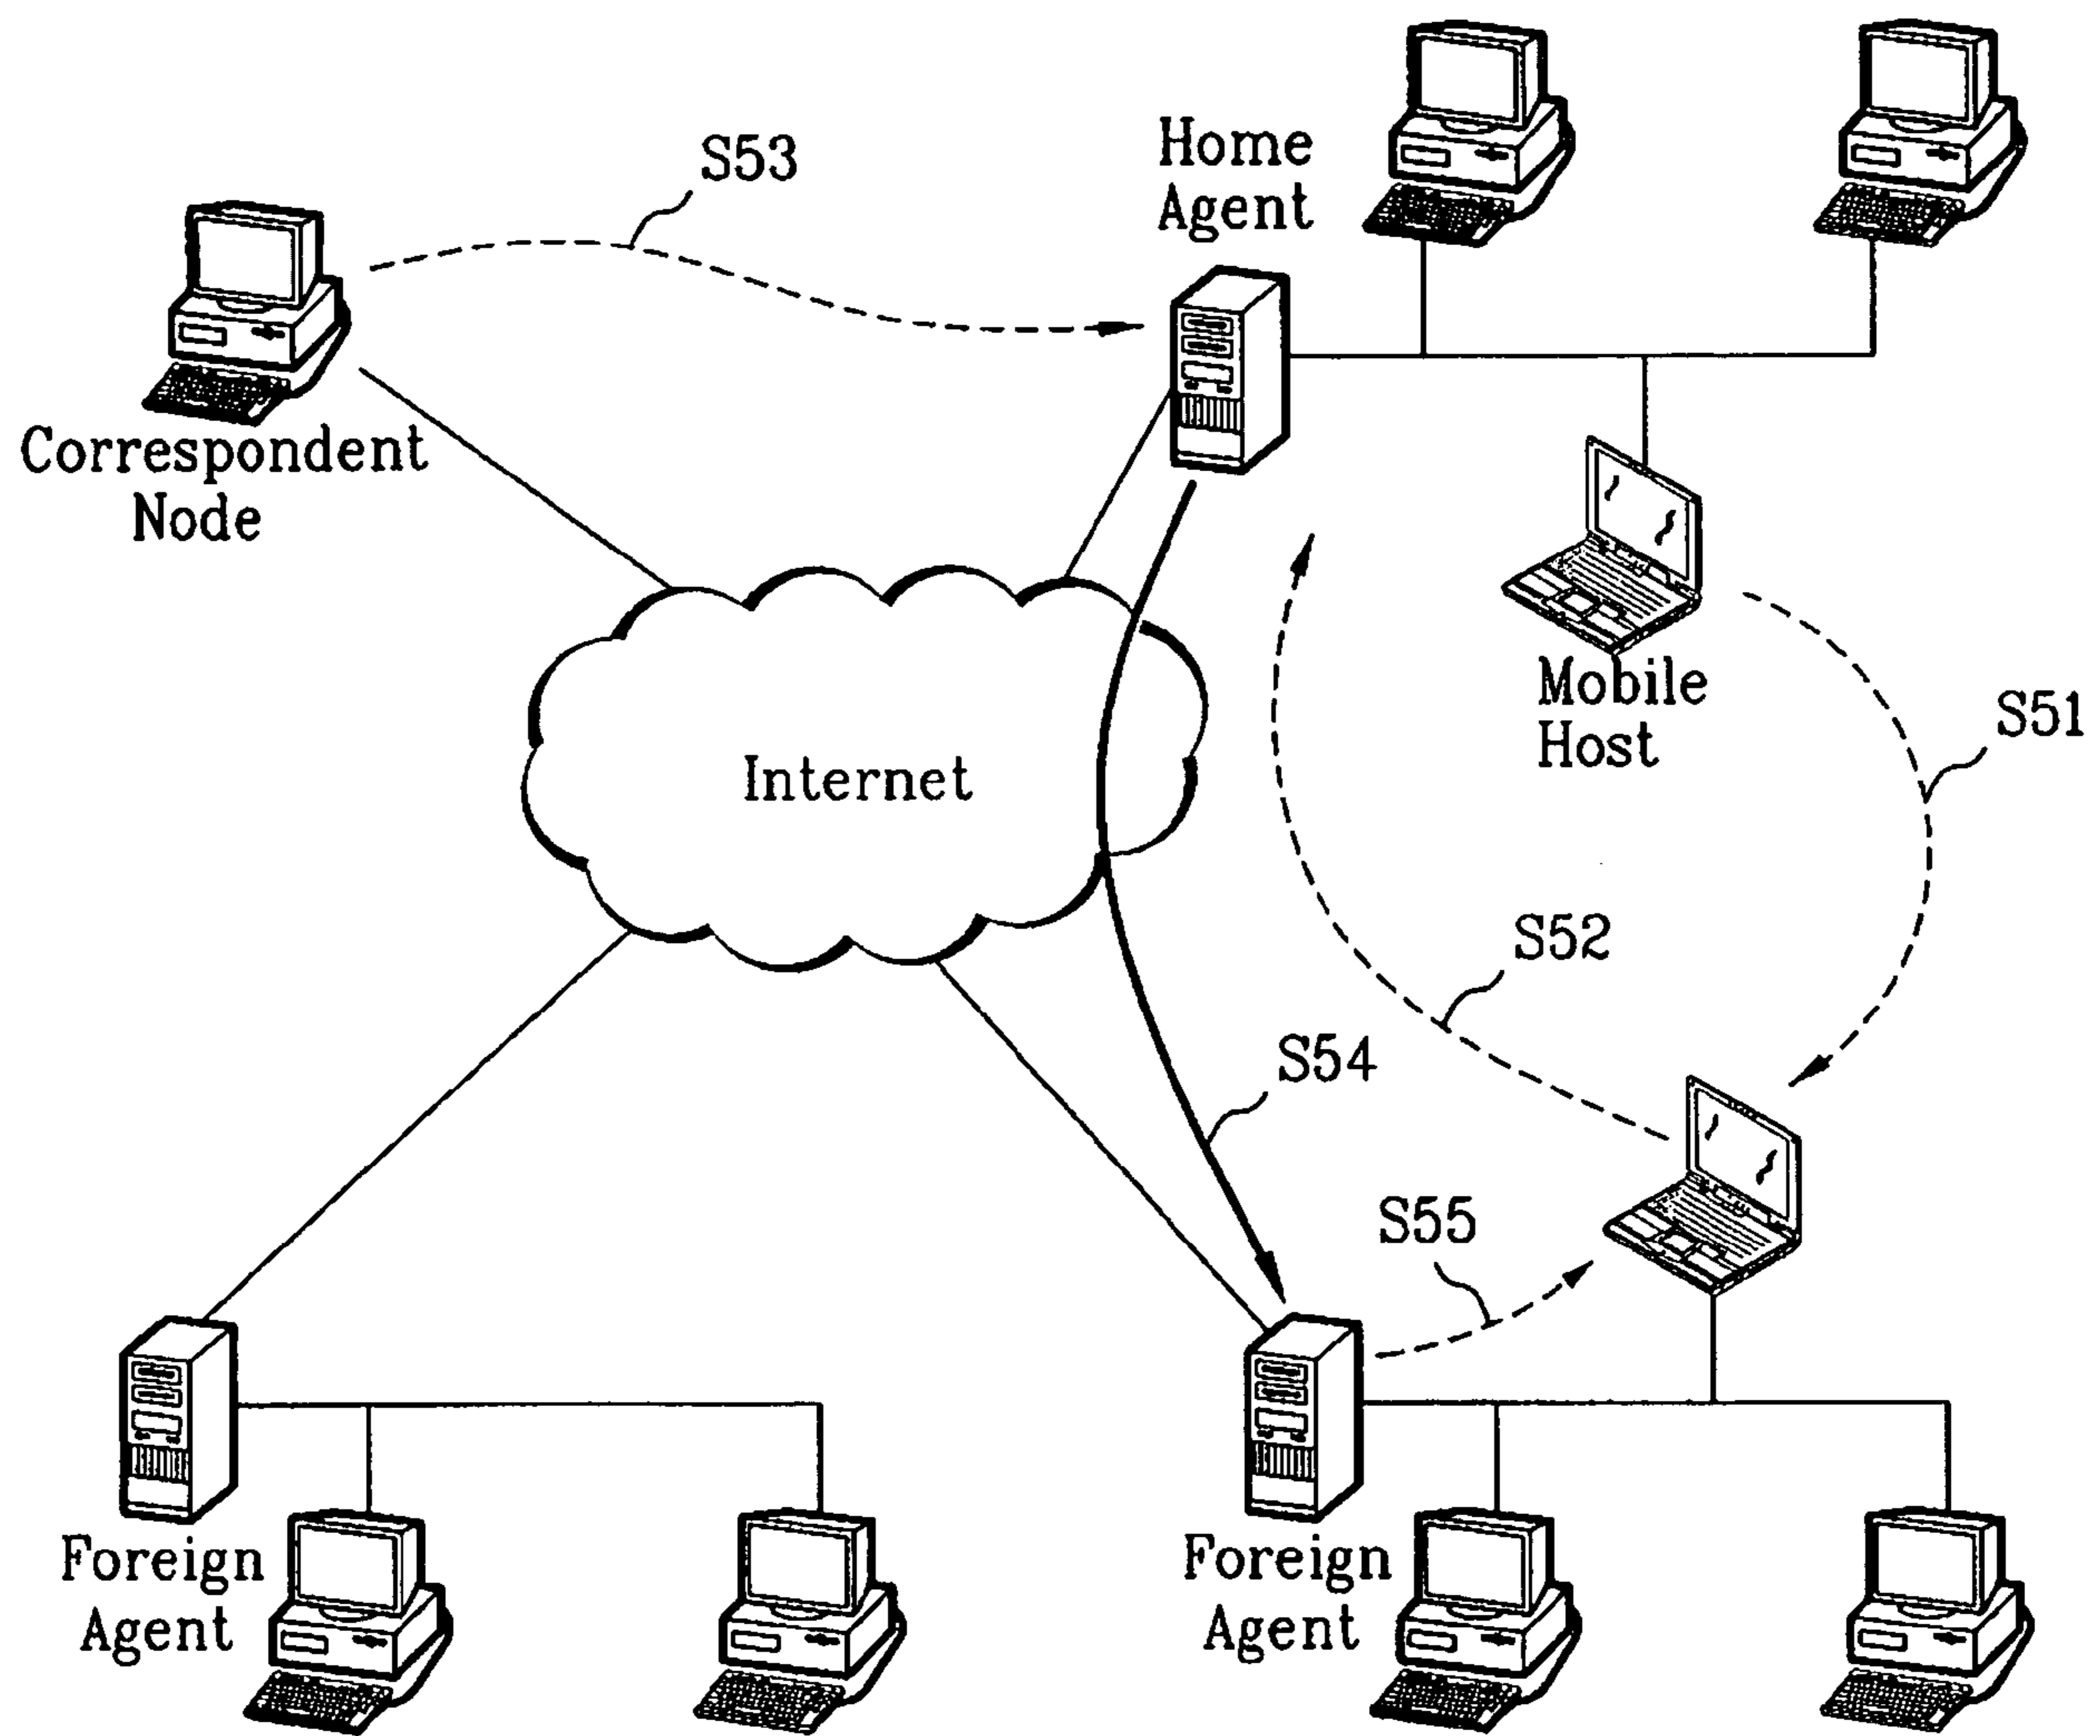 S53
Home
Agent
Correspondent
Node
Mobile
Host
S51
Internet
S52
S54
S55
Foreign
Agent
Foreign
Agent